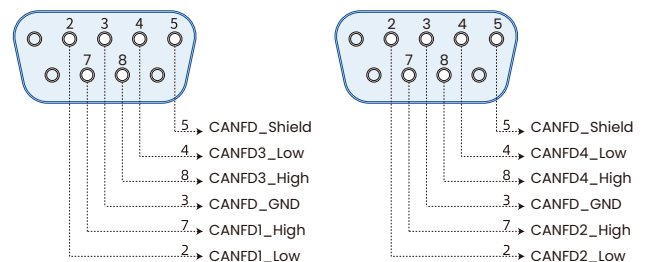 2 3 4 5
7 8
5 CANFD_Shield
4 CANFD3_Low
8 CANFD3_High
3 CANFD_GND
7 CANFD1_High
2 CANFD1_Low
2 3 4 5
7 8
5 CANFD_Shield
4 CANFD4_Low
8 CANFD4_High
3 CANFD_GND
7 CANFD2_High
2 CANFD2_Low